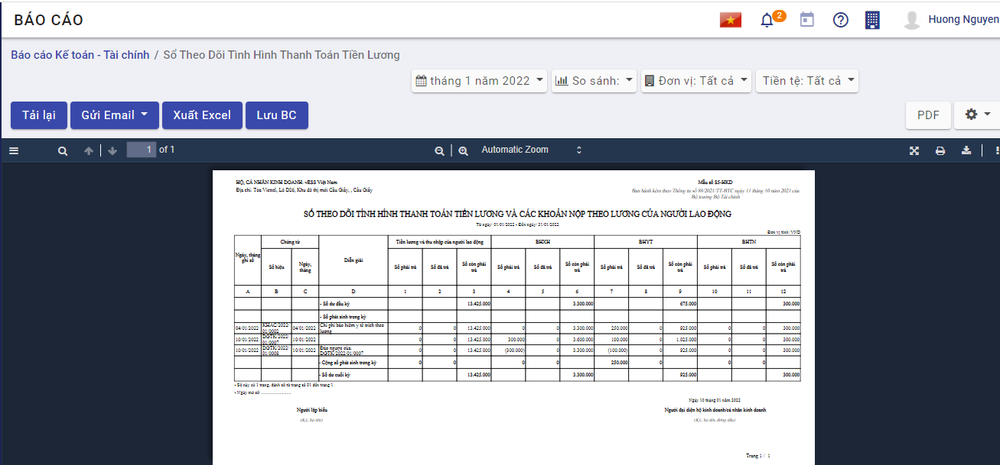 BÁO CÁO
2
Huong Nguyen
Báo cáo Kế toán - Tài chính / Sổ Theo Dõi Tình Hình Thanh Toán Tiền Lương
tháng 1 năm 2022 So sánh: Đơn vị: Tất cả Tiền tệ: Tất cả
Tải lại Gửi Email Xuất Excel Lưu BC PDF
1 of 1 Automatic Zoom
HỘ, CÁ NHÂN KINH DOANH: vESS Việt Nam
Mẫu số S5-HKD
Địa chỉ: Tòa Viettel, Lô D26, Khu đô thị mới Cầu Giấy, , Cầu Giấy
Ban hành kèm theo Thông tư số 88/2021/TT-BTC ngày 11 tháng 10 năm 2021 của
Bộ trưởng Bộ Tài chính
SỔ THEO DÕI TÌNH HÌNH THANH TOÁN TIỀN LƯƠNG VÀ CÁC KHOẢN NỘP THEO LƯƠNG CỦA NGƯỜI LAO ĐỘNG
Từ ngày: 01/01/2022 - Đến ngày: 31/01/2022
Đơn vị tính: VND
Ngày, tháng ghi sổ Chứng từ Diễn giải Tiền lương và thu nhập của người lao động BHXH BHYT BHTN
Số hiệu Ngày, tháng Số phải trả Số đã trả Số còn phải trả Số phải trả Số đã trả Số còn phải trả Số phải trả Số đã trả Số còn phải trả Số phải trả Số đã trả Số còn phải trả
A B C D 1 2 3 4 5 6 7 8 9 10 11 12
- Số dư đầu kỳ 13.425.000 3.300.000 675.000 300.000
- Số phát sinh trong kỳ
04/01/2022 KHAC/2022/01/0002 04/01/2022 Chi phí bảo hiểm y tế trích theo lương 0 0 13.425.000 0 0 3.300.000 250.000 0 925.000 0 0 300.000
10/01/2022 DGTK/2022/01/0007 10/01/2022 0 0 13.425.000 300.000 0 3.600.000 100.000 0 1.025.000 0 0 300.000
10/01/2022 DGTK/2022/01/0008 10/01/2022 Đảo ngược của: DGTK/2022/01/0007 0 0 13.425.000 (300.000) 0 3.300.000 (100.000) 0 925.000 0 0 300.000
- Cộng số phát sinh trong kỳ 0 0 0 0 250.000 0 0 0
- Số dư cuối kỳ 13.425.000 3.300.000 925.000 300.000
- Sổ này có 1 trang, đánh số từ trang số 01 đến trang 1
- Ngày mở sổ: ........................
Ngày 10 tháng 01 năm 2022
Người lập biểu Người đại diện hộ kinh doanh/cá nhân kinh doanh
(Ký, họ tên) (Ký, họ tên, đóng dấu)
Trang 1 / 1